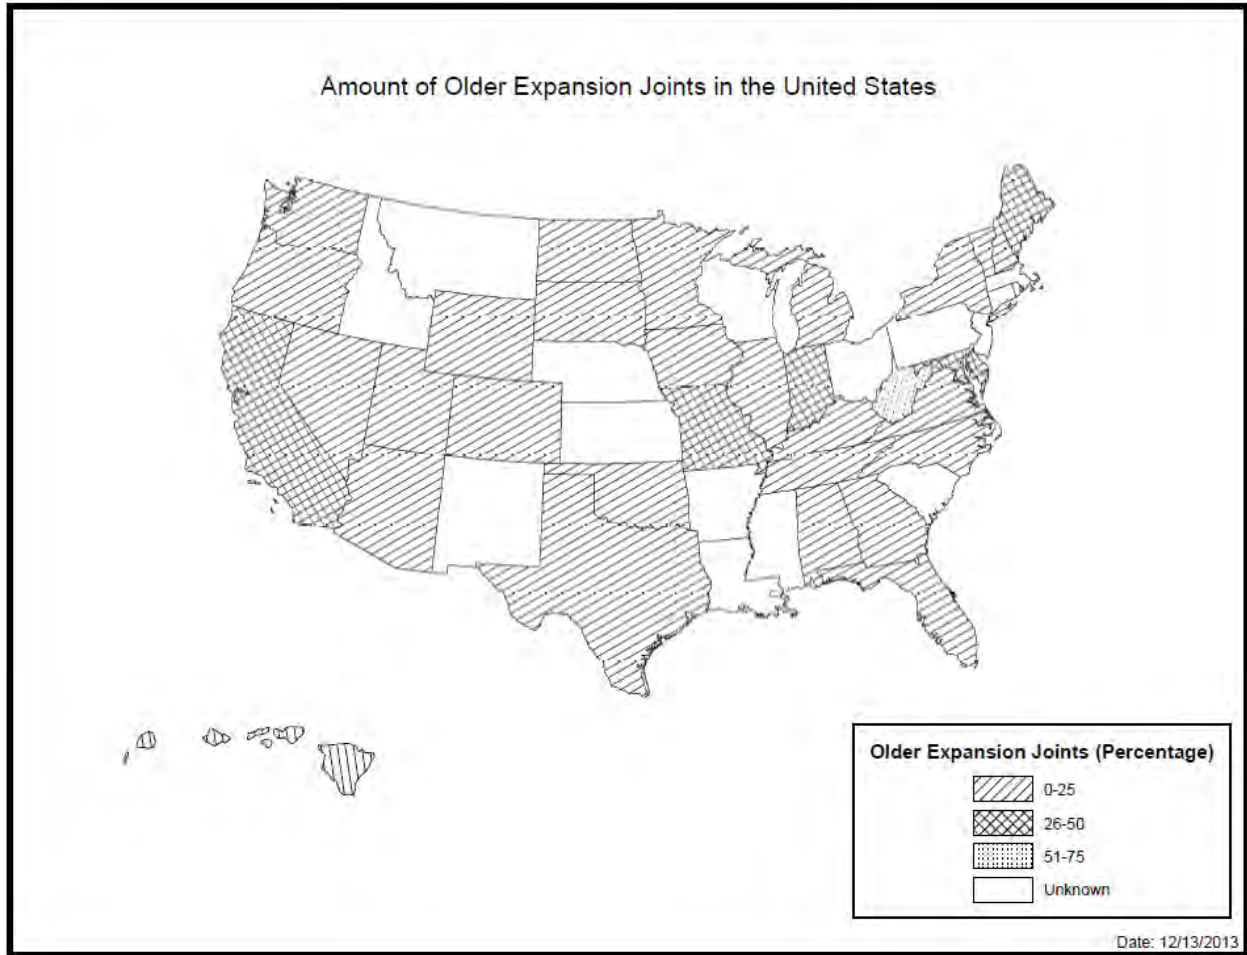 Amount of Older Expansion Joints in the United States
Older Expansion Joints (Percentage)
0-25
26-50
51-75
Unknown
Date: 12/13/2013